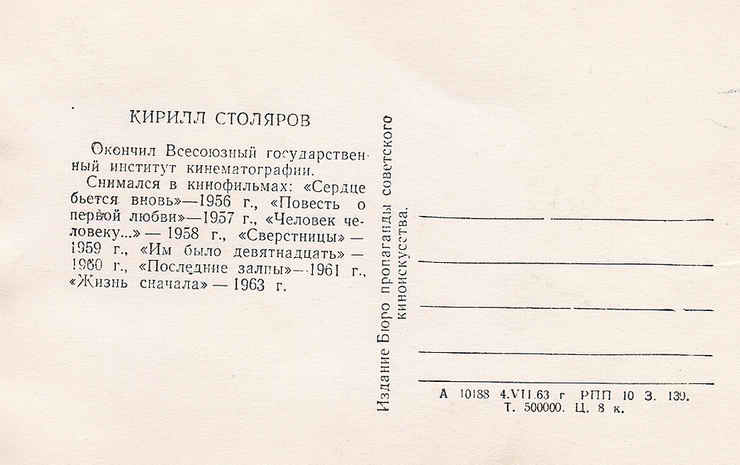 КИРИЛЛ СТОЛЯРОВ
Окончил Всесоюзный государствен-
ный институт кинематографии.
Снимался в кинофильмах: «Сердце
бьется вновь»—1956 г., «Повесть о
первой любви»—1957 г., «Человек че-
ловеку...» — 1958 г., «Сверстницы» —
1959 г., «Им было девятнадцать» —
1960 г., «Последние залпы»—1961 г.,
«Жизнь сначала» — 1963 г.
Издание Бюро пропаганды советского
киноискусства.
А 10188 4.VII.63 г РПП 10 З. 139.
Т. 500000. Ц. 8 к.